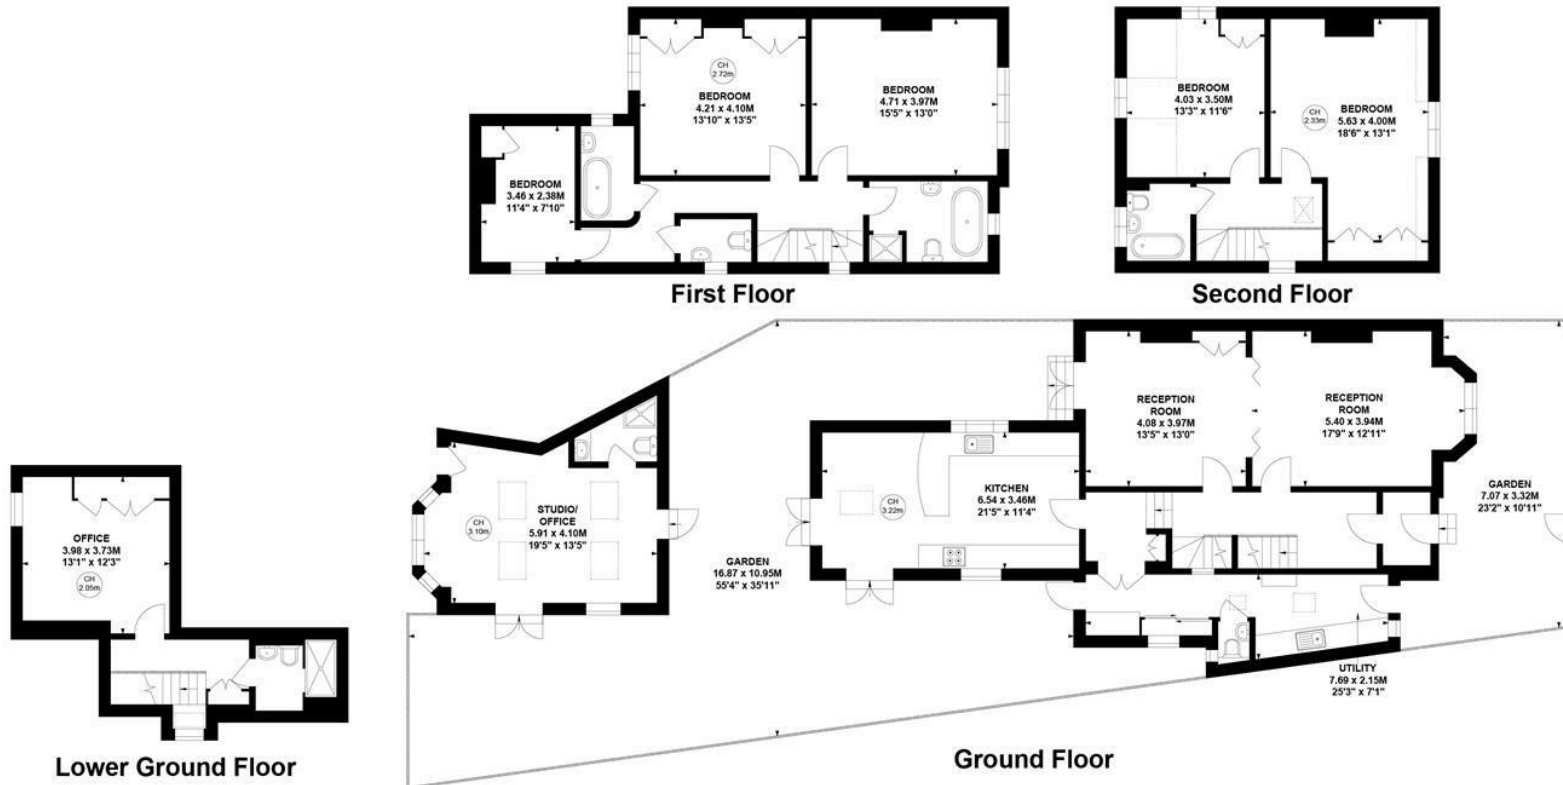 CH
2.72m
BEDROOM
4.21 x 4.10M
13'10" x 13'5"
BEDROOM
4.71 x 3.97M
15'5" x 13'0"
BEDROOM
3.46 x 2.38M
11'4" x 7'10"
First Floor
BEDROOM
4.03 x 3.50M
13'3" x 11'6"
CH
2.33m
BEDROOM
5.63 x 4.00M
18'6" x 13'1"
Second Floor
RECEPTION
ROOM
4.08 x 3.97M
13'5" x 13'0"
RECEPTION
ROOM
5.40 x 3.94M
17'9" x 12'11"
KITCHEN
6.54 x 3.46M
21'5" x 11'4"
CH
3.22m
GARDEN
7.07 x 3.32M
23'2" x 10'11"
CH
3.10m
STUDIO/
OFFICE
5.91 x 4.10M
19'5" x 13'5"
GARDEN
16.87 x 10.95M
55'4" x 35'11"
UTILITY
7.69 x 2.15M
25'3" x 7'1"
Ground Floor
OFFICE
3.98 x 3.73M
13'1" x 12'3"
CH
2.05m
Lower Ground Floor